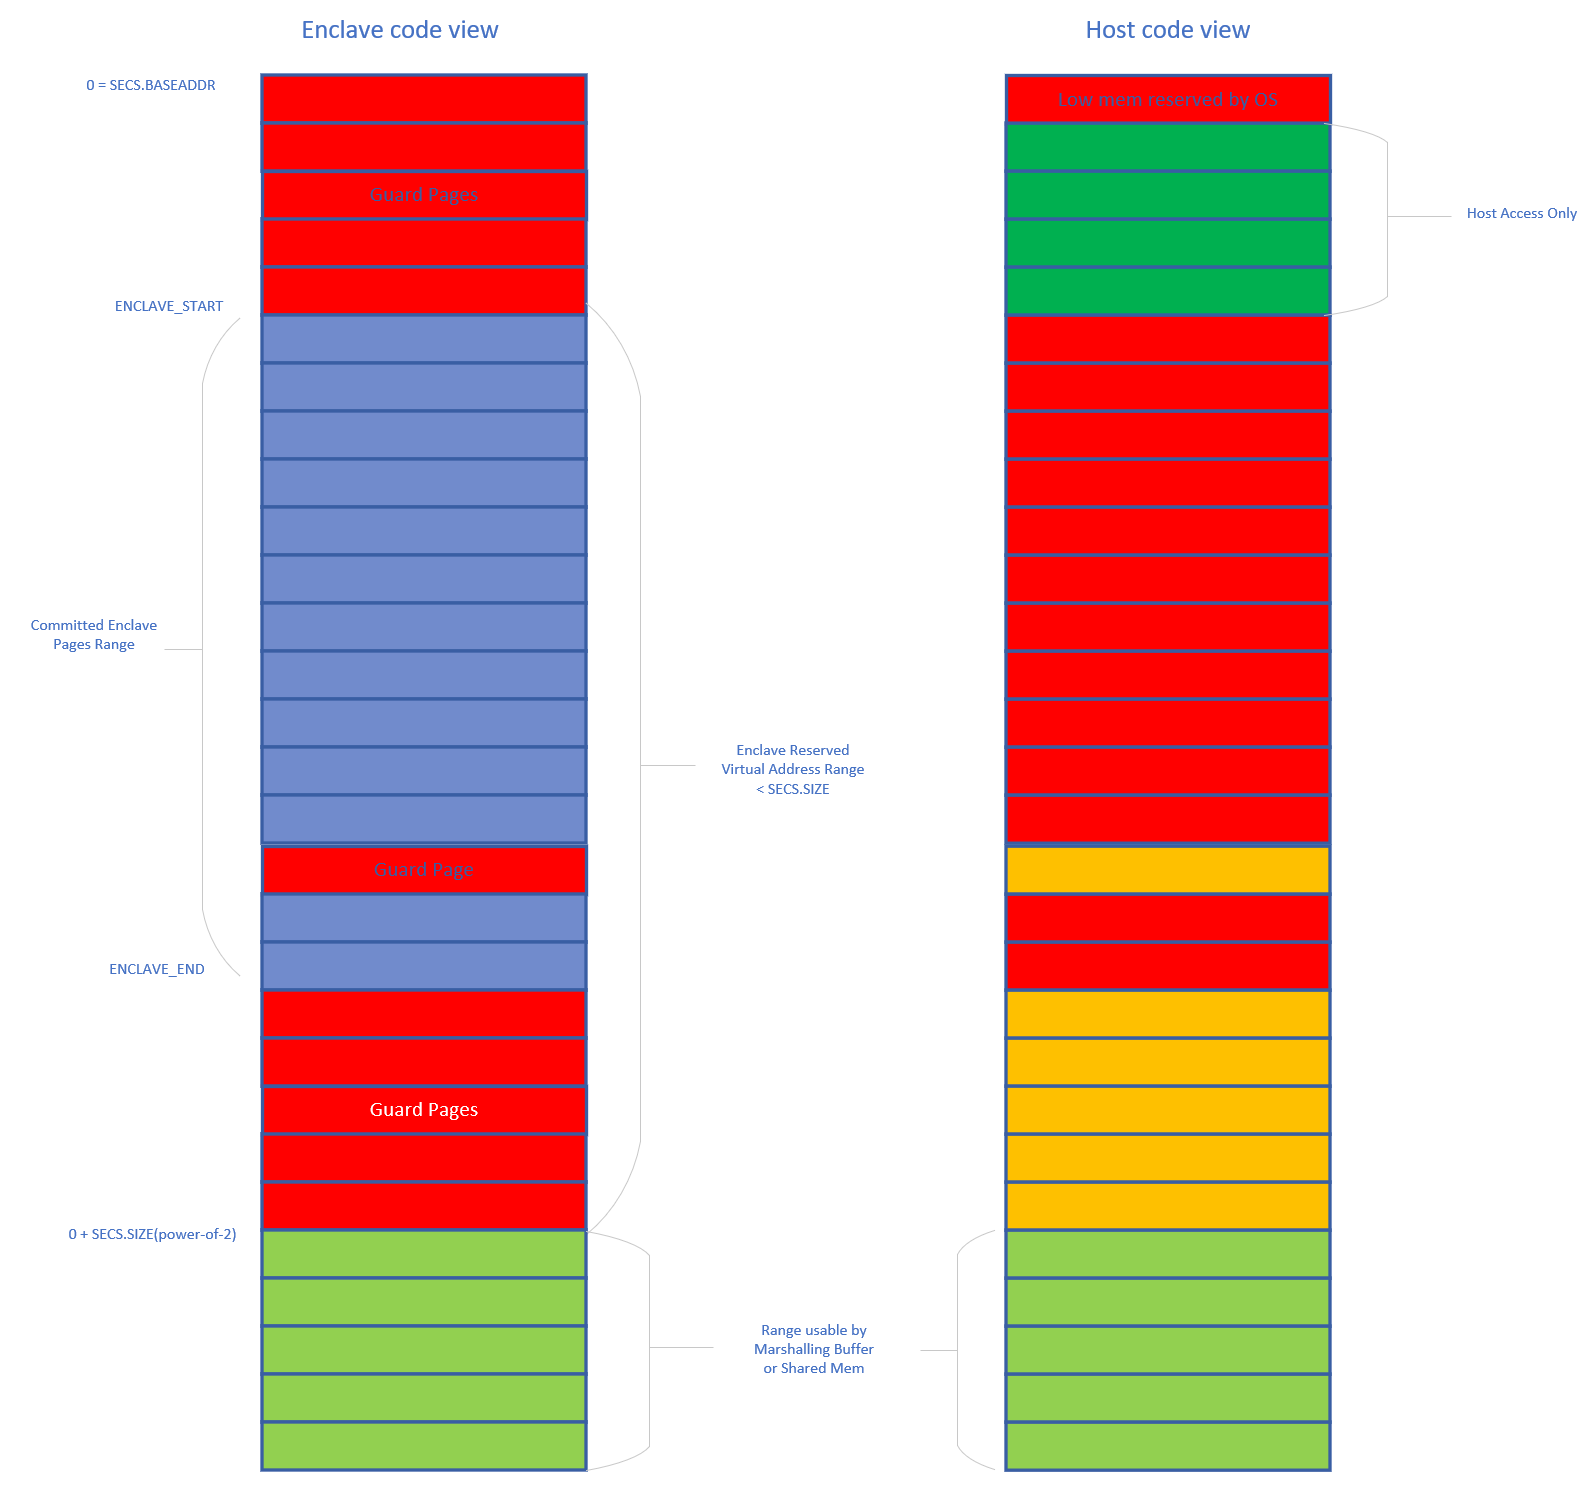 Enclave code view
Host code view
0 = SECS.BASEADDR
Low mem reserved by OS
Guard Pages
Host Access Only
ENCLAVE_START
Committed Enclave
Pages Range
Enclave Reserved
Virtual Address Range
< SECS.SIZE
Guard Page
ENCLAVE_END
Guard Pages
0 + SECS.SIZE(power-of-2)
Range usable by
Marshalling Buffer
or Shared Mem